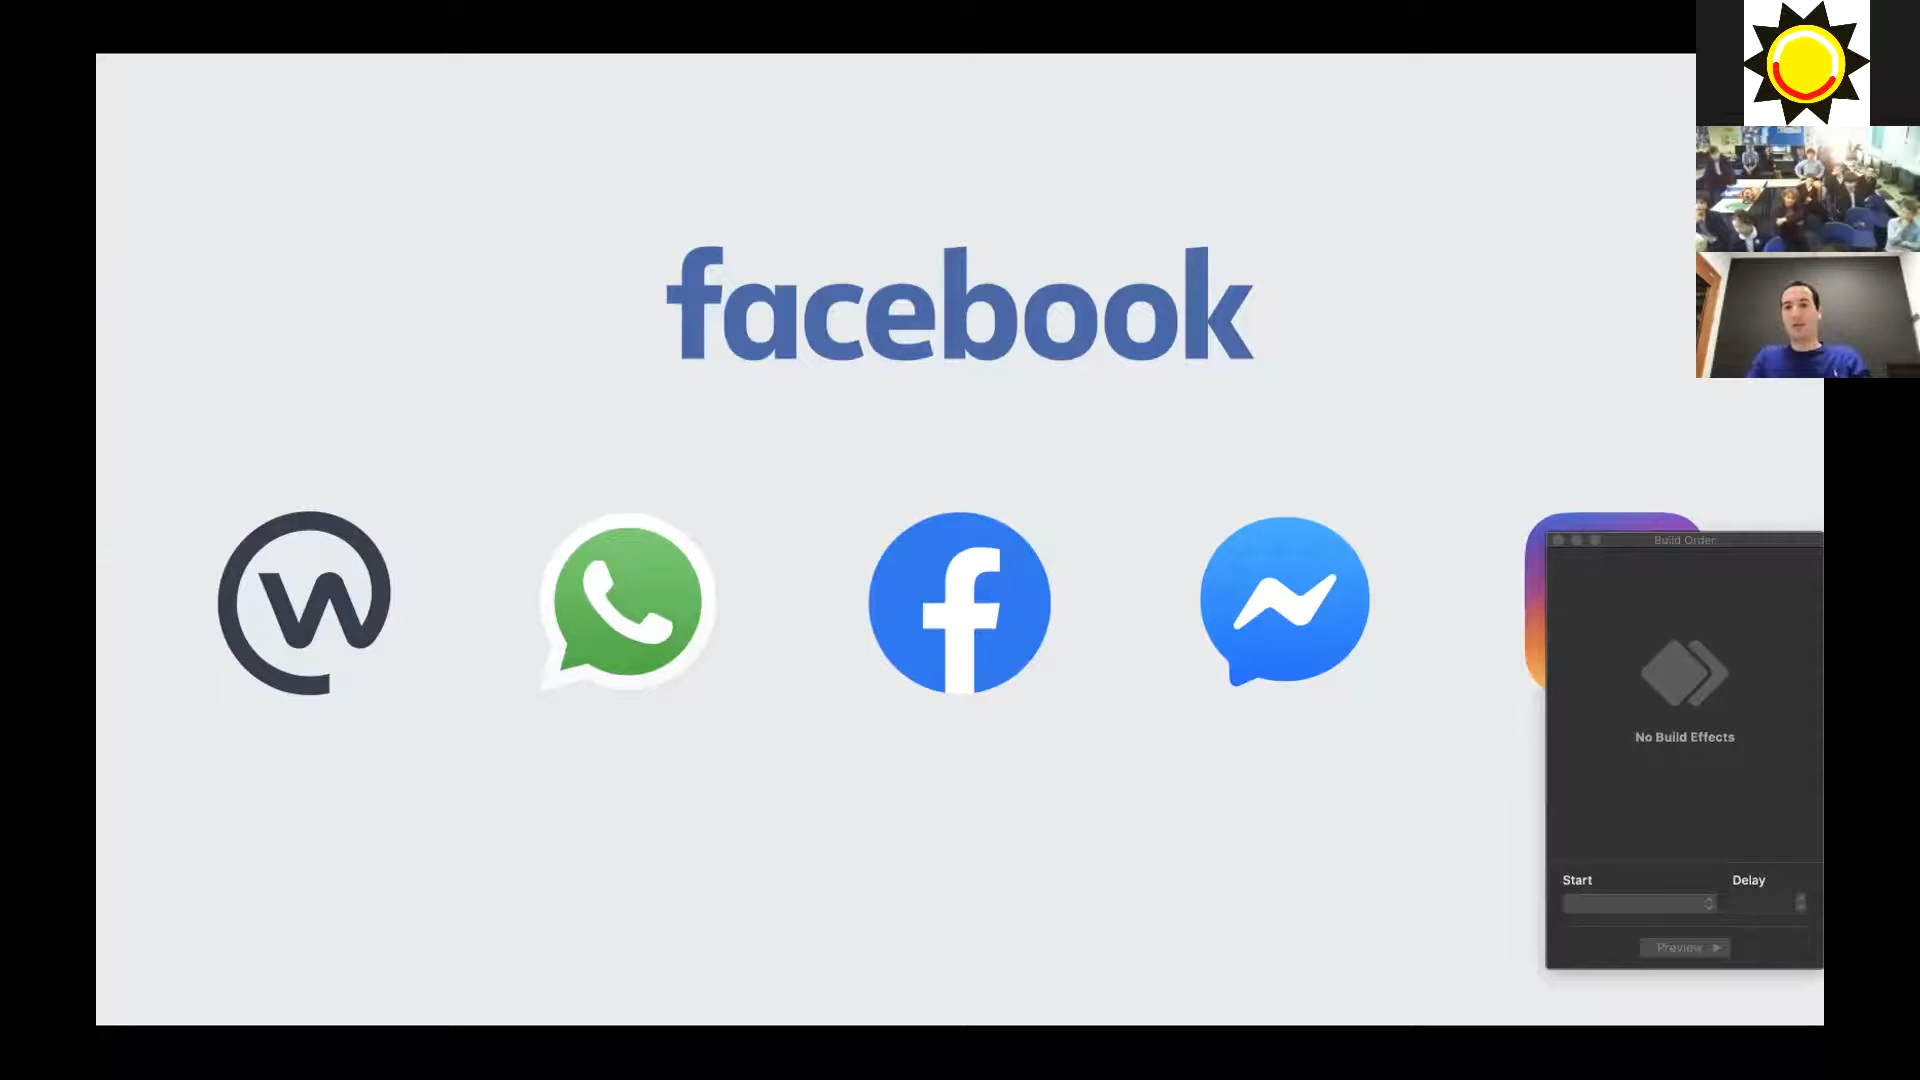 facebook
Build Order
No Build Effects
Start
Delay
Preview